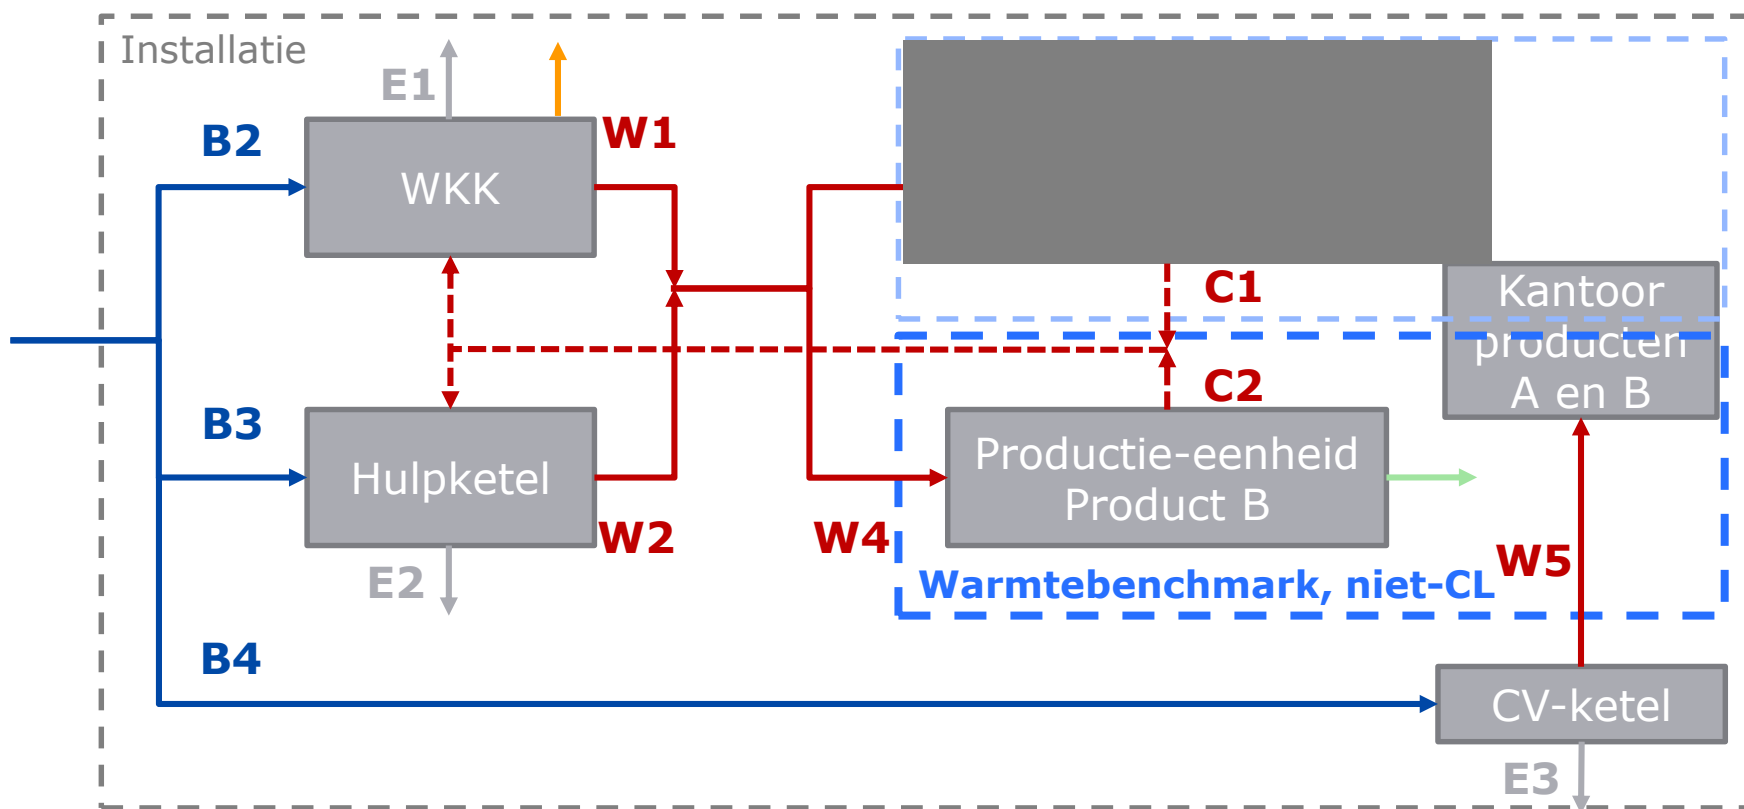 Installatie
E1
B2
W1
WKK
C1
Kantoor
producten
A en B
C2
B3
Hulpketel
Productie-eenheid
Product B
W2
W4
W5
E2
Warmtebenchmark, niet-CL
B4
CV-ketel
E3